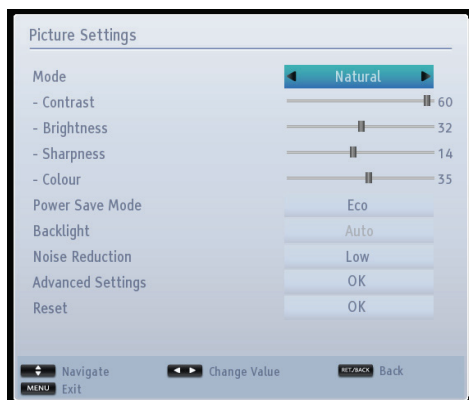 Picture Settings
Mode Natural
- Contrast 60
- Brightness 32
- Sharpness 14
- Colour 35
Power Save Mode Eco
Backlight Auto
Noise Reduction Low
Advanced Settings OK
Reset OK
Navigate Change Value RET./BACK Back
MENU Exit